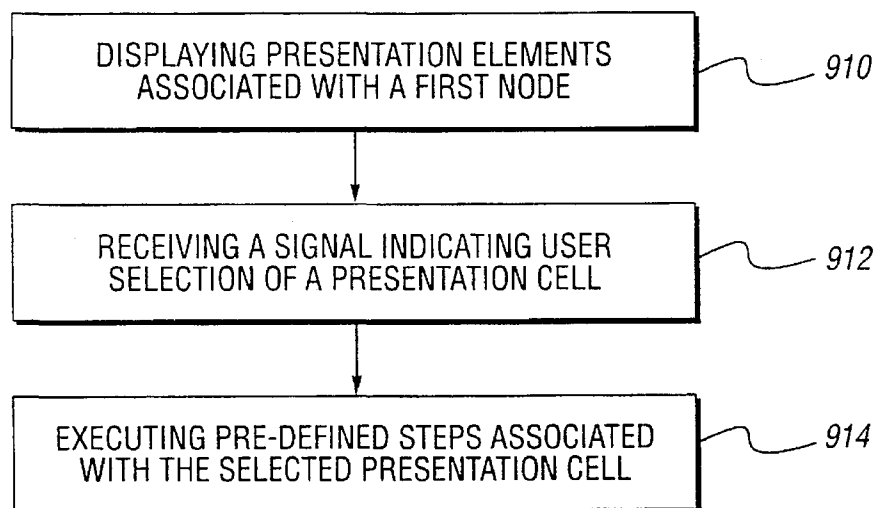 DISPLAYING PRESENTATION ELEMENTS
ASSOCIATED WITH A FIRST NODE
910
RECEIVING A SIGNAL INDICATING USER
SELECTION OF A PRESENTATION CELL
912
EXECUTING PRE-DEFINED STEPS ASSOCIATED
WITH THE SELECTED PRESENTATION CELL
914